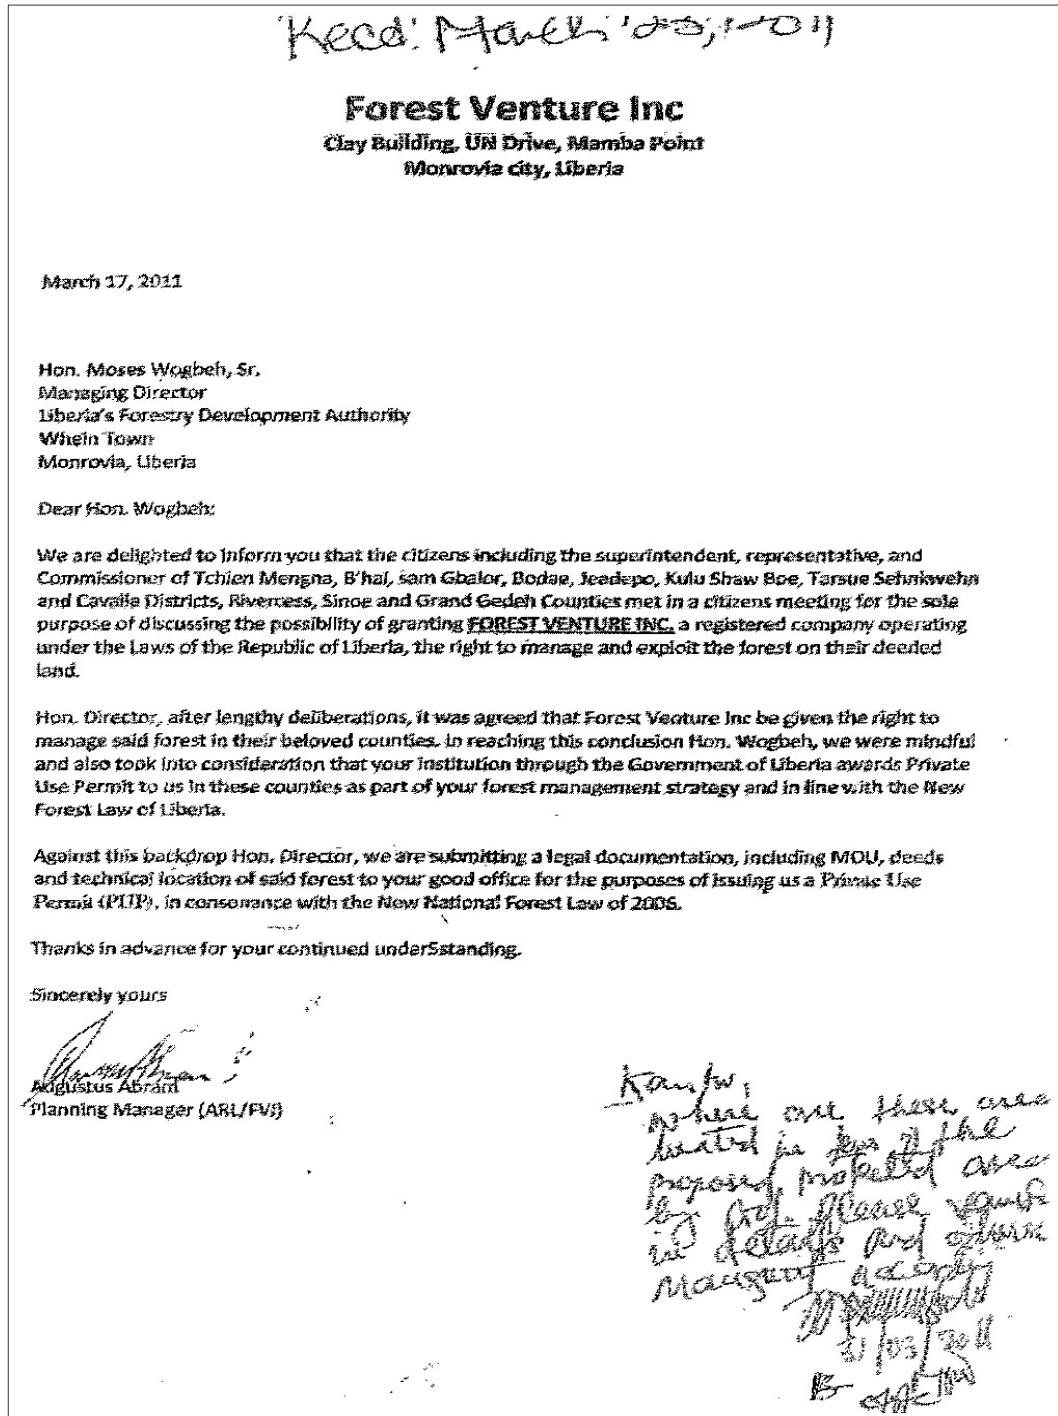 Recd. March 25, 2011
Forest Venture Inc
Clay Building, UN Drive, Mamba Point
Monrovia city, Liberia
March 17, 2011
Hon. Moses Wogbeh, Sr.
Managing Director
Liberia's Forestry Development Authority
Whein Town
Monrovia, Liberia
Dear Hon. Wogbeh:
We are delighted to inform you that the citizens including the superintendent, representative, and
Commissioner of Tchien Mengna, B'hai, sam Gbalor, Bodae, Jeadepo, Kulu Shaw Boe, Tarsue Sehnkwehn
and Cavalla Districts, Rivercess, Sinoe and Grand Gedeh Counties met in a citizens meeting for the sole
purpose of discussing the possibility of granting FOREST VENTURE INC. a registered company operating
under the Laws of the Republic of Liberia, the right to manage and exploit the forest on their deeded
land.
Hon. Director, after lengthy deliberations, it was agreed that Forest Venture Inc be given the right to
manage said forest in their beloved counties. In reaching this conclusion Hon. Wogbeh, we were mindful
and also took into consideration that your institution through the Government of Liberia awards Private
Use Permit to us in these counties as part of your forest management strategy and in line with the New
Forest Law of Liberia.
Against this backdrop Hon. Director, we are submitting a legal documentation, including MOU, deeds
and technical location of said forest to your good office for the purposes of issuing us a Private Use
Permit (PUP), in consonance with the New National Forest Law of 2006.
Thanks in advance for your continued under5standing.
Sincerely yours
Augustus Abram
Planning Manager (ARL/FVI)
where are these area
located in of the
proposed protected area
by Please
in details and
31/03/2011